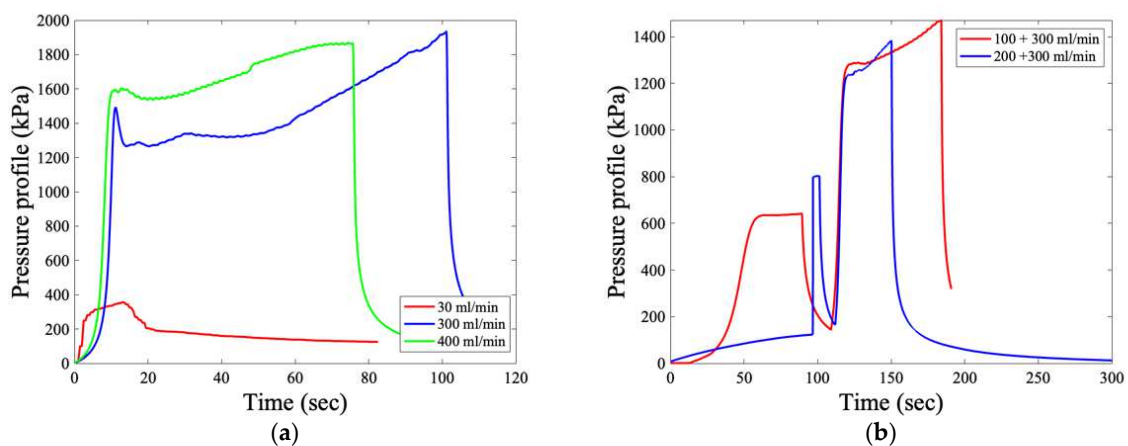 2000
1800
1600
1400
1200
1000
800
600
400
200
0
Pressure profile (kPa)
0 20 40 60 80 100 120
Time (sec)
30 ml/min
300 ml/min
400 ml/min
(a)
1400
1200
1000
800
600
400
200
0
Pressure profile (kPa)
0 50 100 150 200 250 300
Time (sec)
100 + 300 ml/min
200 +300 ml/min
(b)